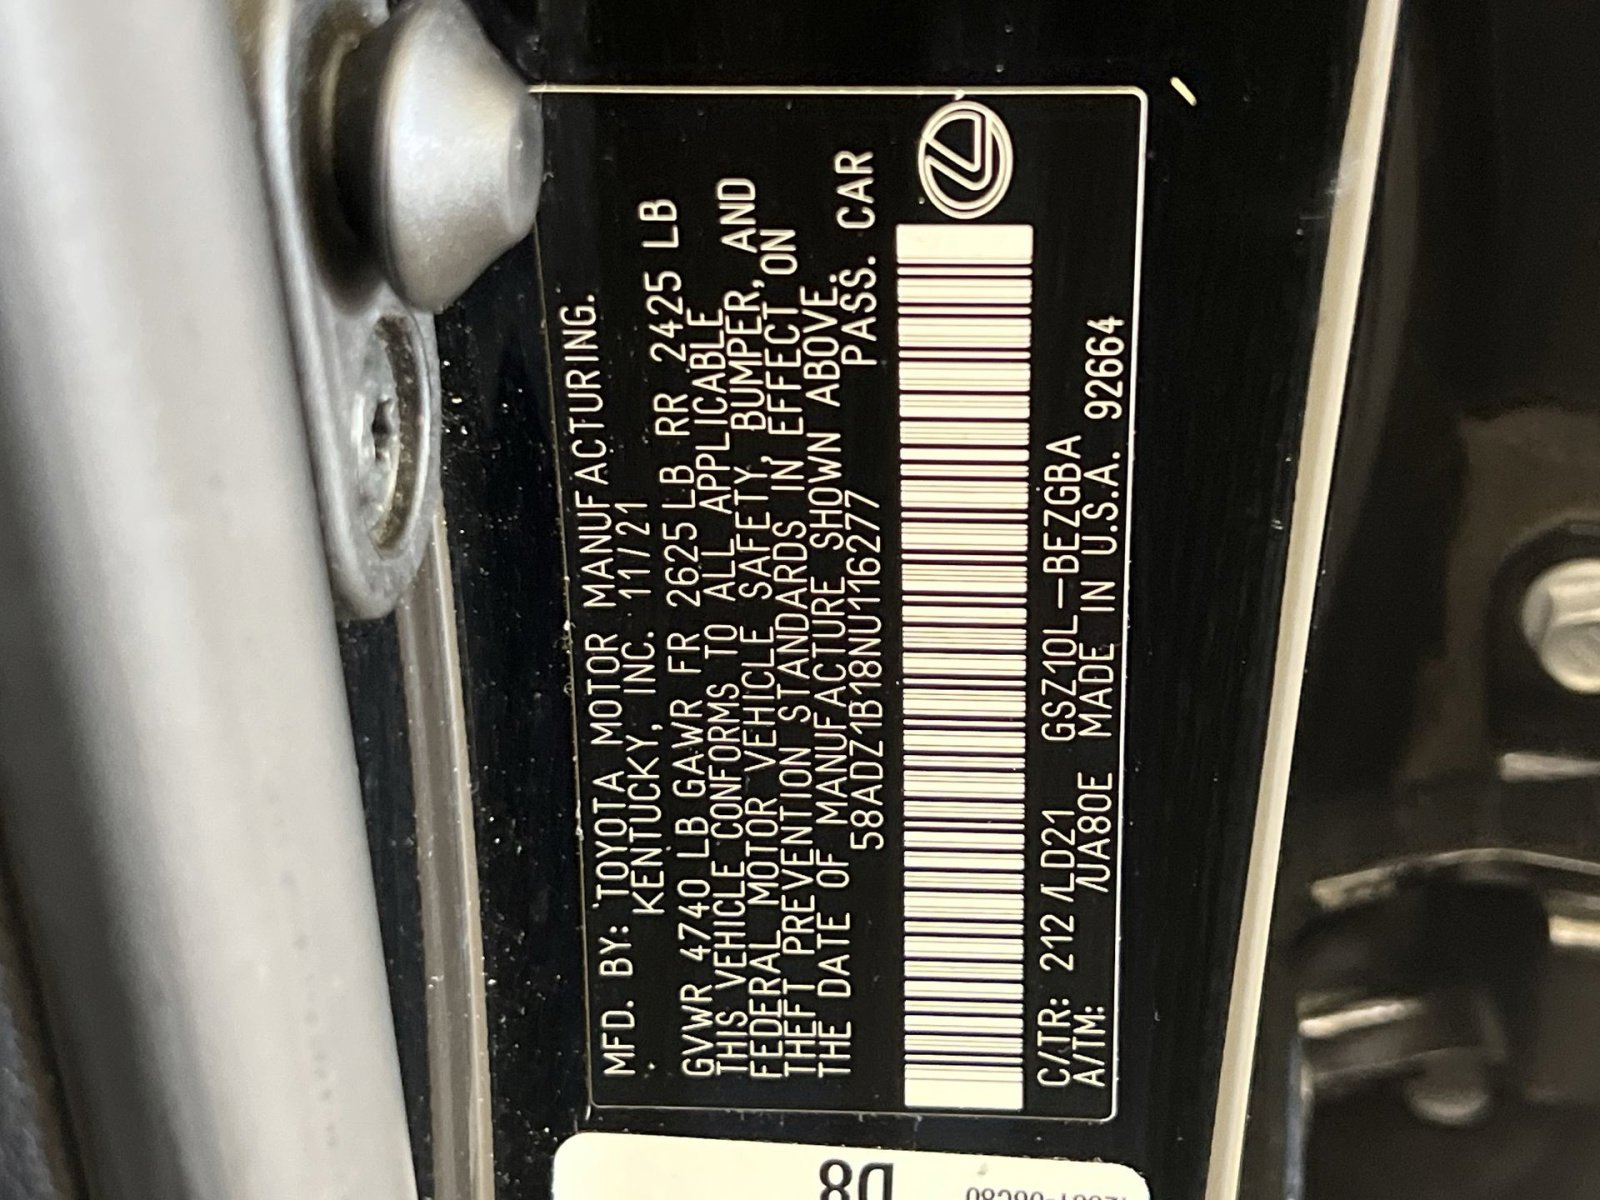 MFD. BY: TOYOTA MOTOR MANUFACTURING.
KENTUCKY, INC. 11/21
GVWR 4740 LB GAWR FR 2625LB RR 2425 LB
THIS VEHICLE CONFORMS TO ALL APPLICABLE
FEDERAL MOTOR VEHICLE SAFETY, BUMPER, AND
THEFT PREVENTION STANDARDS IN EFFECT ON
THE DATE OF MANUFACTURE SHOWN ABOVE.
58ADZ1B18NU116277 PASS. CAR
C/TR: 212 /LD21 GSZ10L-BEZGBA
A/TM: /UA80E MADE IN U.S.A. 92664
D8